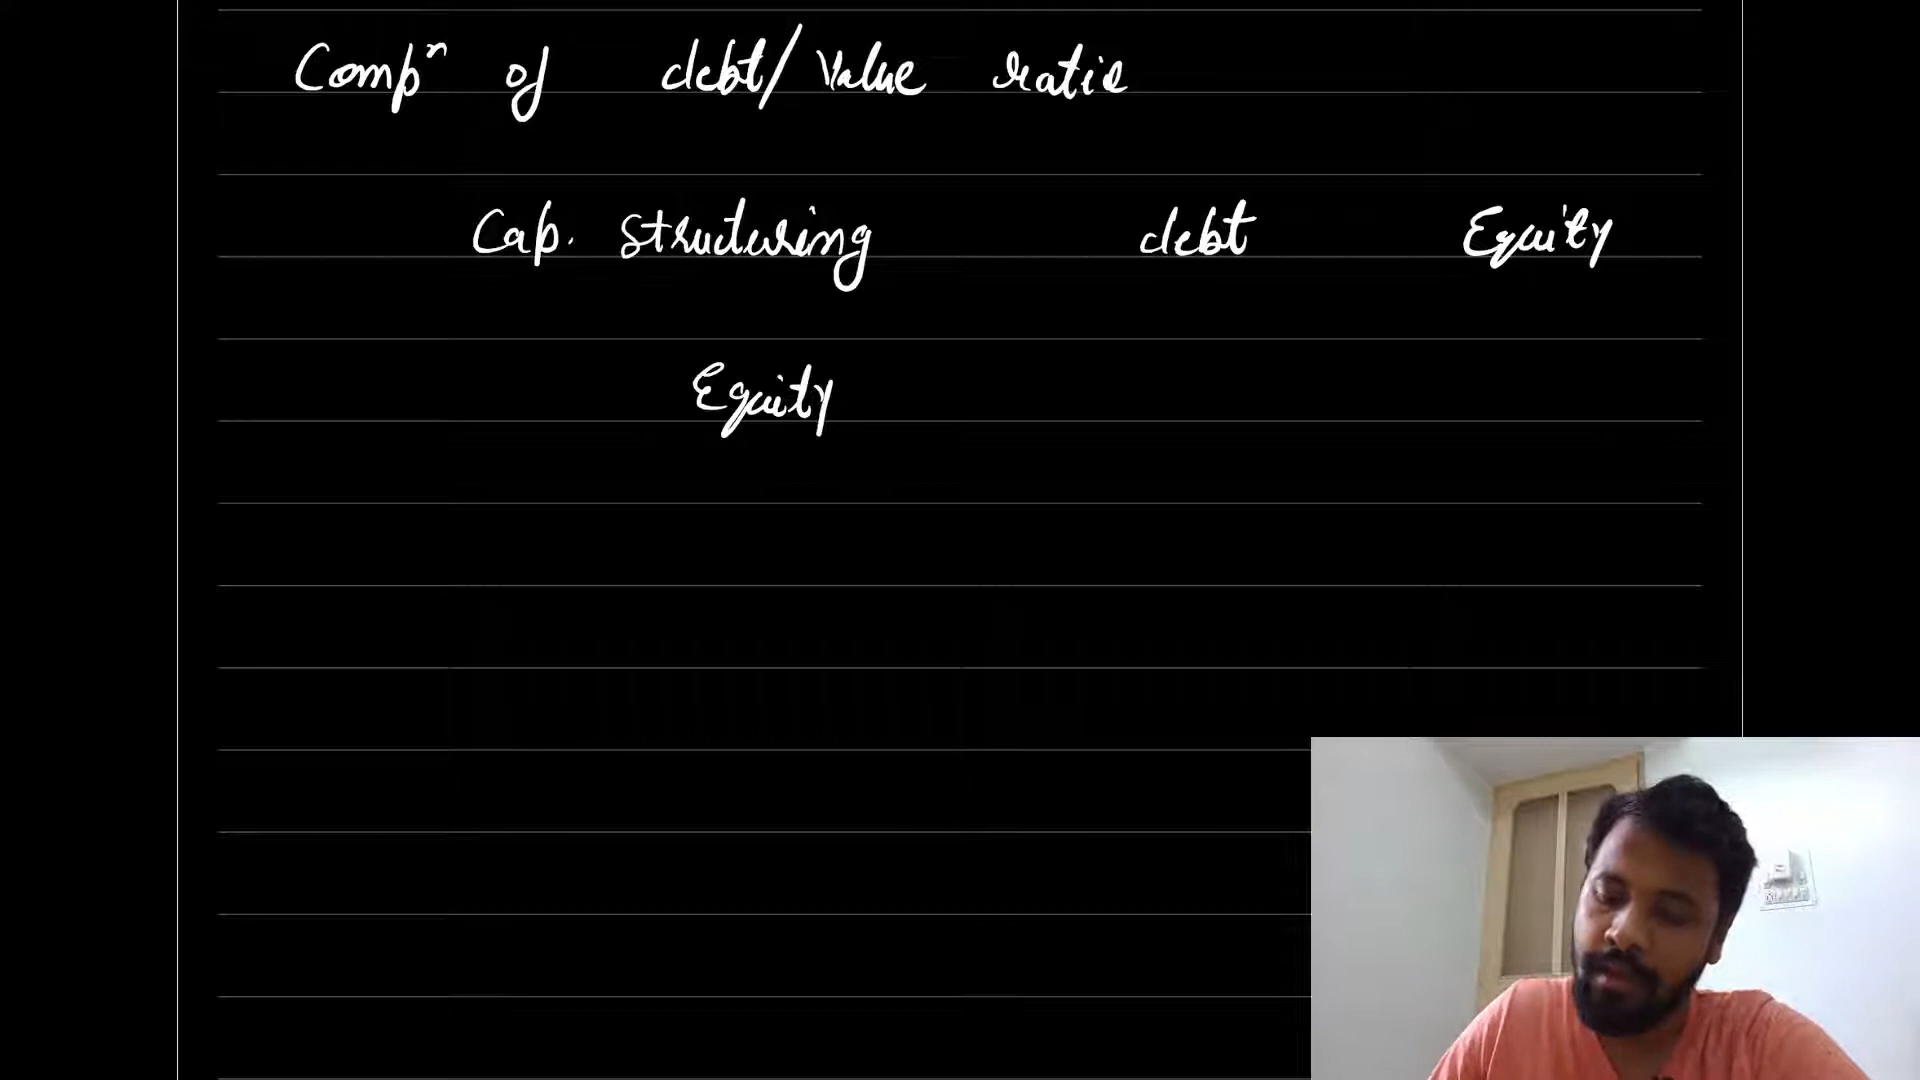 Compⁿ of debt/Value ratio
Cap. Structuring debt Equity
Equity